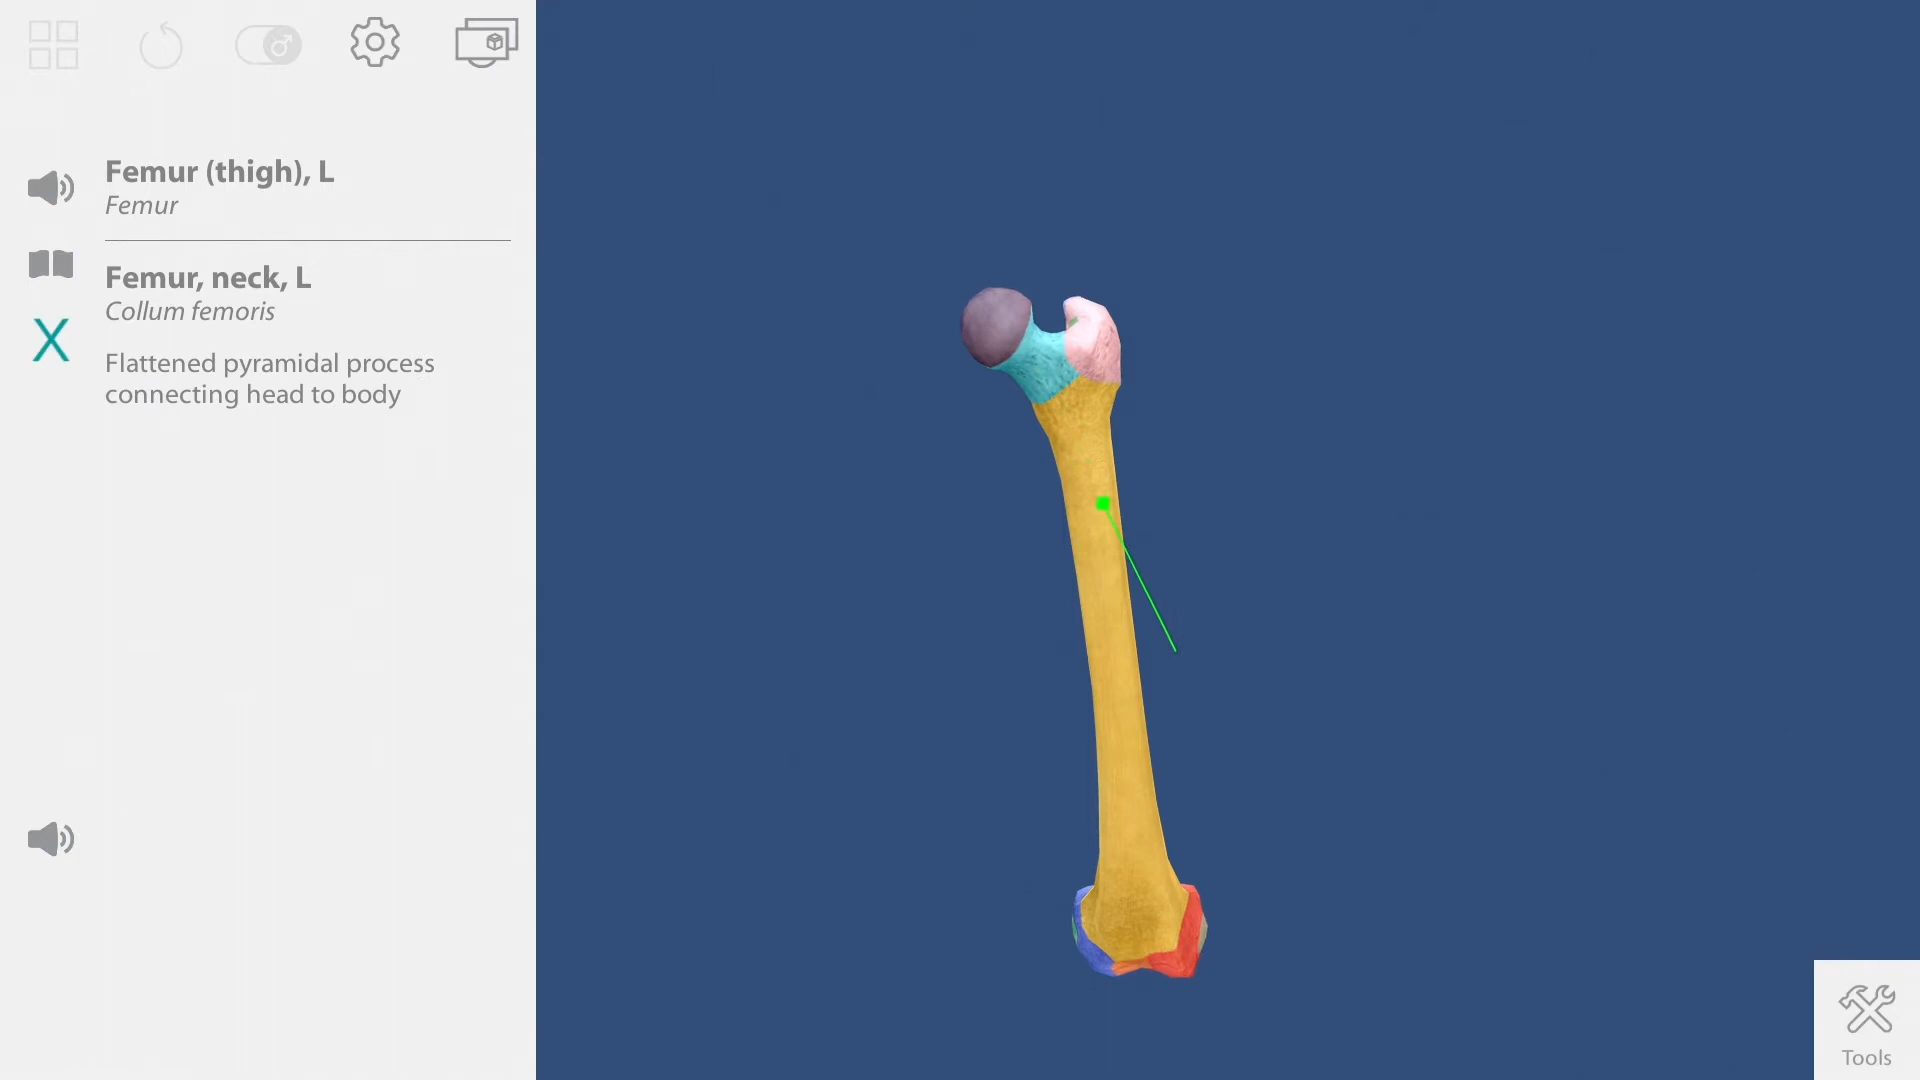 Femur (thigh), L
Femur
Femur, neck, L
Collum femoris
Flattened pyramidal process
connecting head to body
Tools